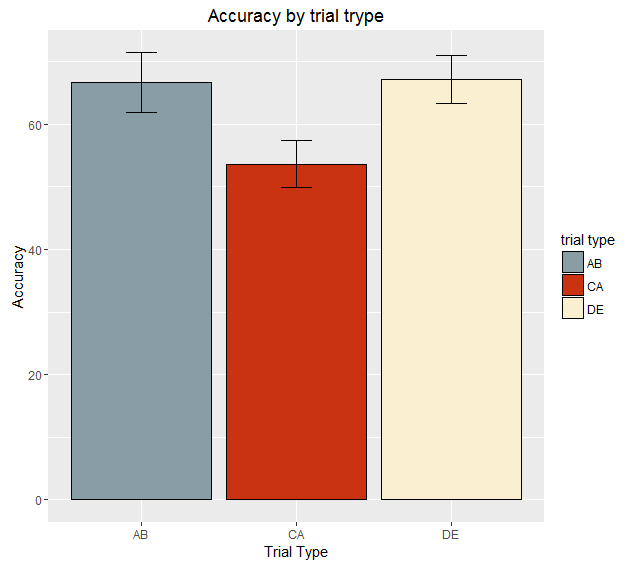 Accuracy by trial trype
Accuracy
60
40
20
0
AB
CA
DE
Trial Type
trial type
AB
CA
DE